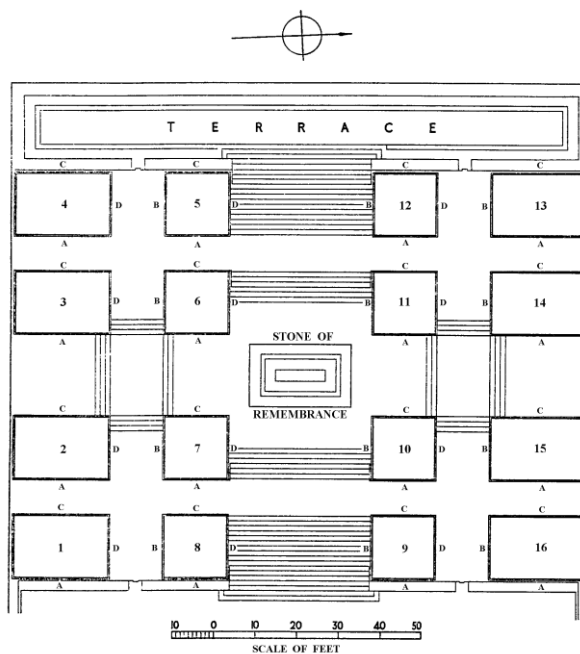 T E R R A C E
C C C C
4 D B 5 D B 12 D B 13
A A A A
C C C C
3 D B 6 D B 11 D B 14
A A STONE OF A A
C C REMEMBRANCE C C
2 D B 7 D B 10 D B 15
A A A A
C C C C
1 D B 8 D B 9 D B 16
A A A A
10 0 10 20 30 40 50
SCALE OF FEET